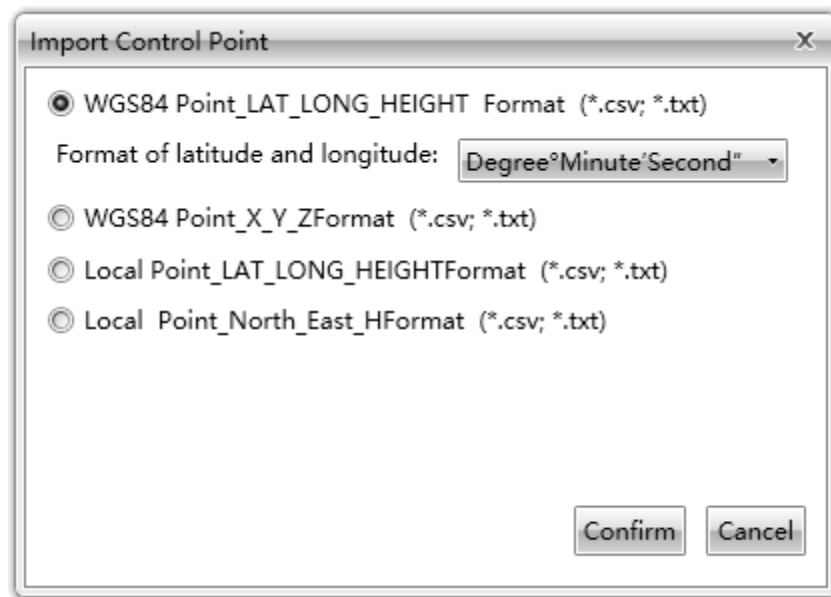 Import Control Point x
WGS84 Point_LAT_LONG_HEIGHT Format (*.csv; *.txt)
Format of latitude and longitude: Degree°Minute'Second"
WGS84 Point_X_Y_ZFormat (*.csv; *.txt)
Local Point_LAT_LONG_HEIGHTFormat (*.csv; *.txt)
Local Point_North_East_HFormat (*.csv; *.txt)
Confirm Cancel